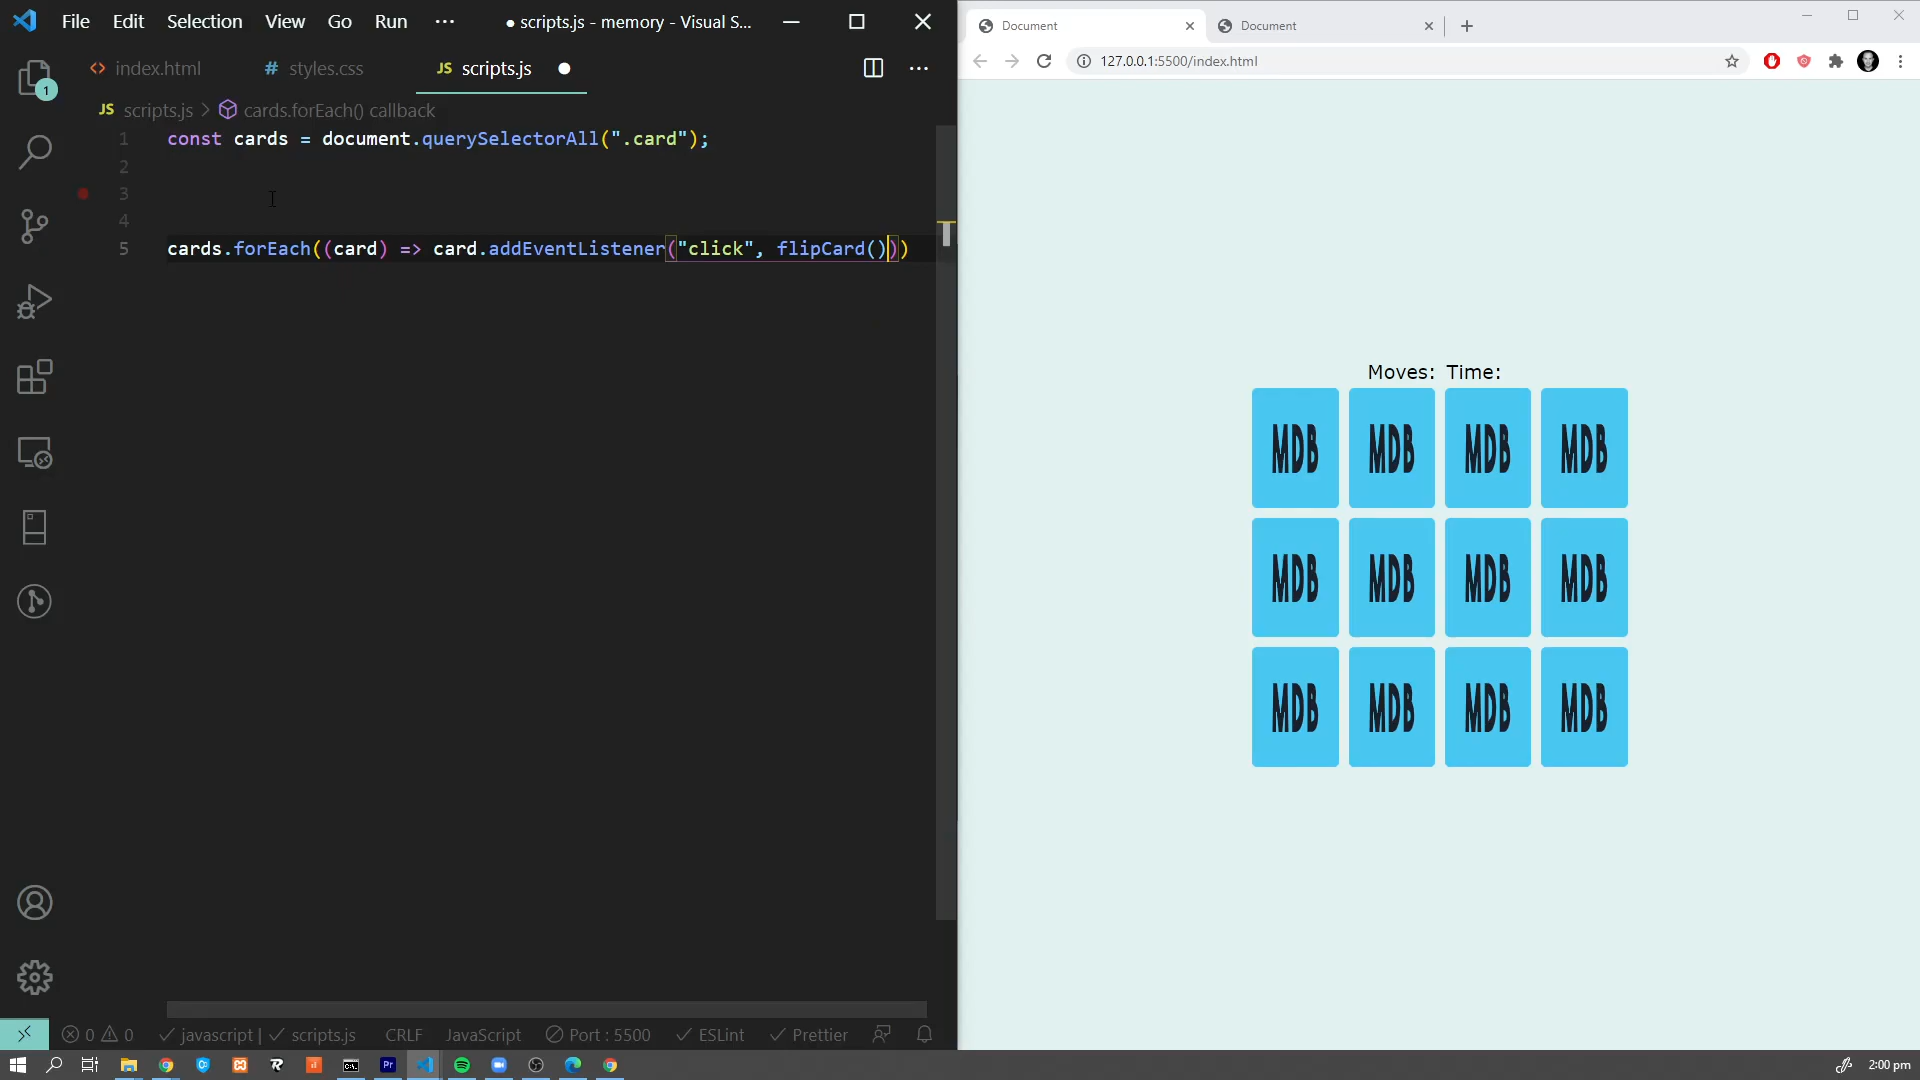 File Edit Selection View Go Run ··· ● scripts.js - memory - Visual S...
index.html # styles.css JS scripts.js ●
JS scripts.js > cards.forEach() callback
1 const cards = document.querySelectorAll(".card");
2
3
4
5 cards.forEach((card) => card.addEventListener("click", flipCard()))
1
0 0 javascript | scripts.js CRLF JavaScript Port : 5500 ESLint Prettier
Document Document
127.0.0.1:5500/index.html
Moves: Time:
MDB MDB MDB MDB
MDB MDB MDB MDB
MDB MDB MDB MDB
Pr 2:00 pm